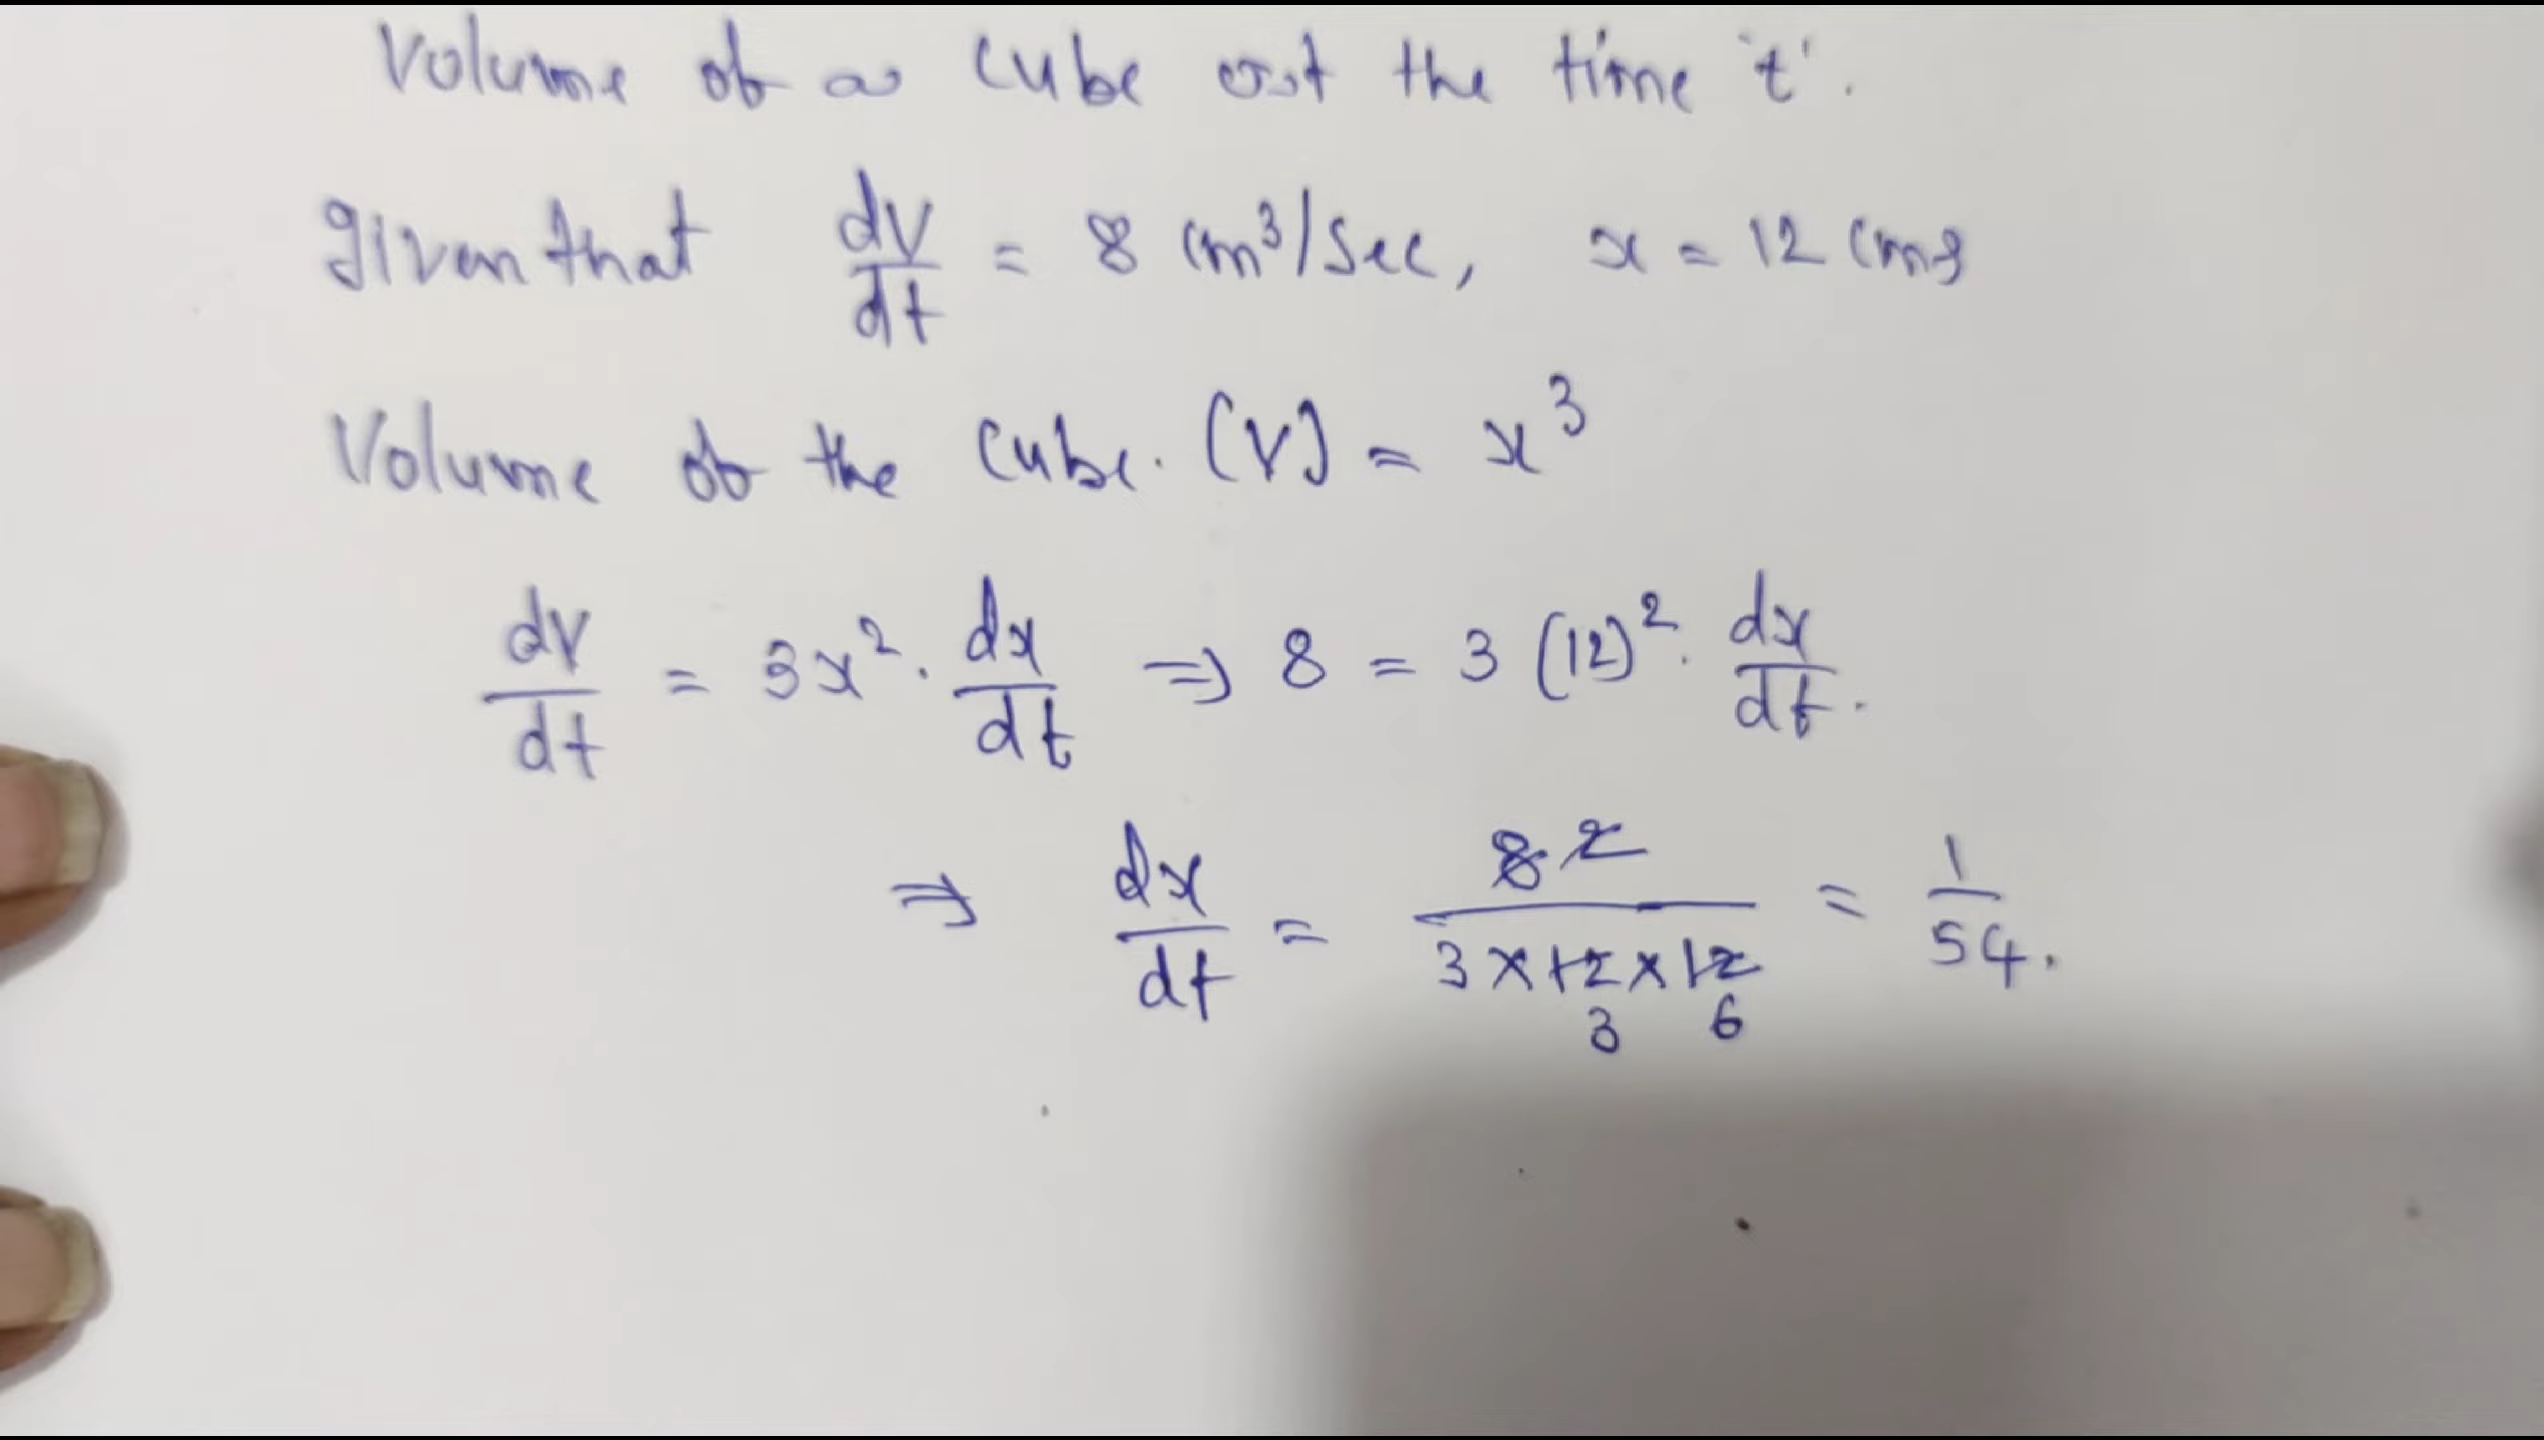 Volume of a cube at the time 't'.
Given that dV/dt = 8 cm³/sec, x = 12 cms
Volume of the cube. (V) = x³
dV/dt = 3x² · dx/dt ⇒ 8 = 3 (12)² · dx/dt.
⇒ dx/dt = 8 2 / 3 × 12 × 12 = 1/54.
3 6